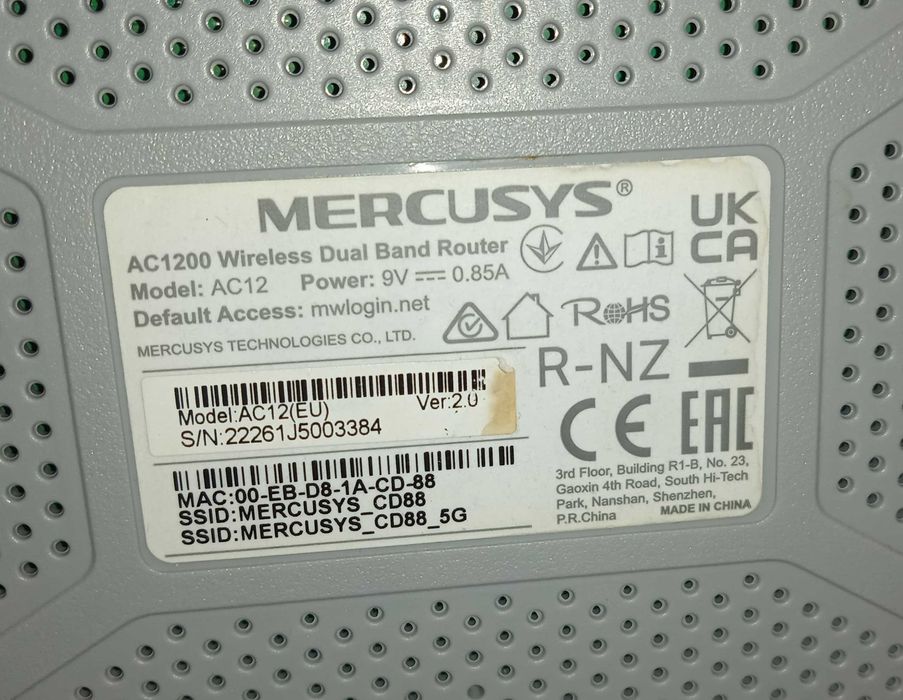 MERCUSYS®
AC1200 Wireless Dual Band Router
Model: AC12 Power: 9V ⎓ 0.85A
Default Access: mwlogin.net
MERCUSYS TECHNOLOGIES CO., LTD.
UK
CA
RoHS
R-NZ
CE EAC
Model:AC12(EU) Ver:2.0
S/N:22261J5003384
MAC:00-EB-D8-1A-CD-88
SSID:MERCUSYS_CD88
SSID:MERCUSYS_CD88_5G
3rd Floor, Building R1-B, No. 23,
Gaoxin 4th Road, South Hi-Tech
Park, Nanshan, Shenzhen,
P.R.China MADE IN CHINA